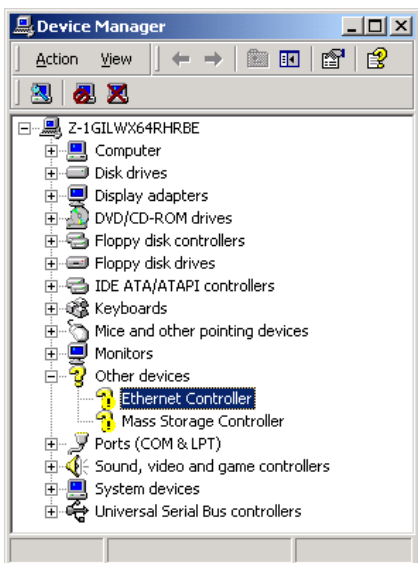 Device Manager
Action View
Z-1GILWX64RHRBE
Computer
Disk drives
Display adapters
DVD/CD-ROM drives
Floppy disk controllers
Floppy disk drives
IDE ATA/ATAPI controllers
Keyboards
Mice and other pointing devices
Monitors
Other devices
Ethernet Controller
Mass Storage Controller
Ports (COM & LPT)
Sound, video and game controllers
System devices
Universal Serial Bus controllers